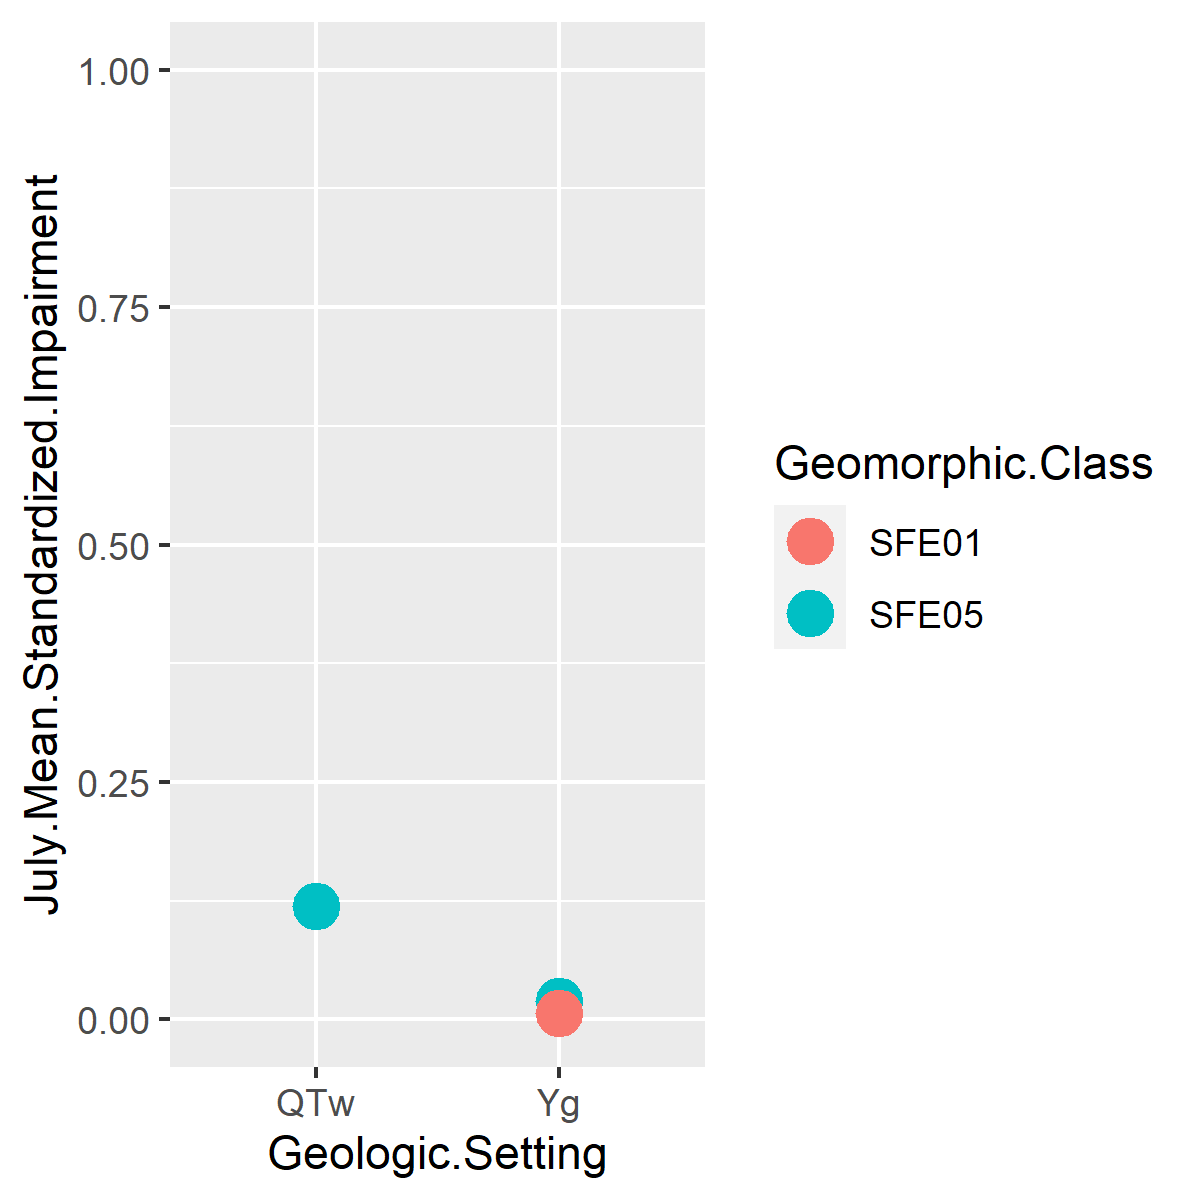 July.Mean.Standardized.Impairment
1.00
0.75
0.50
0.25
0.00
QTw
Yg
Geologic.Setting
Geomorphic.Class
SFE01
SFE05